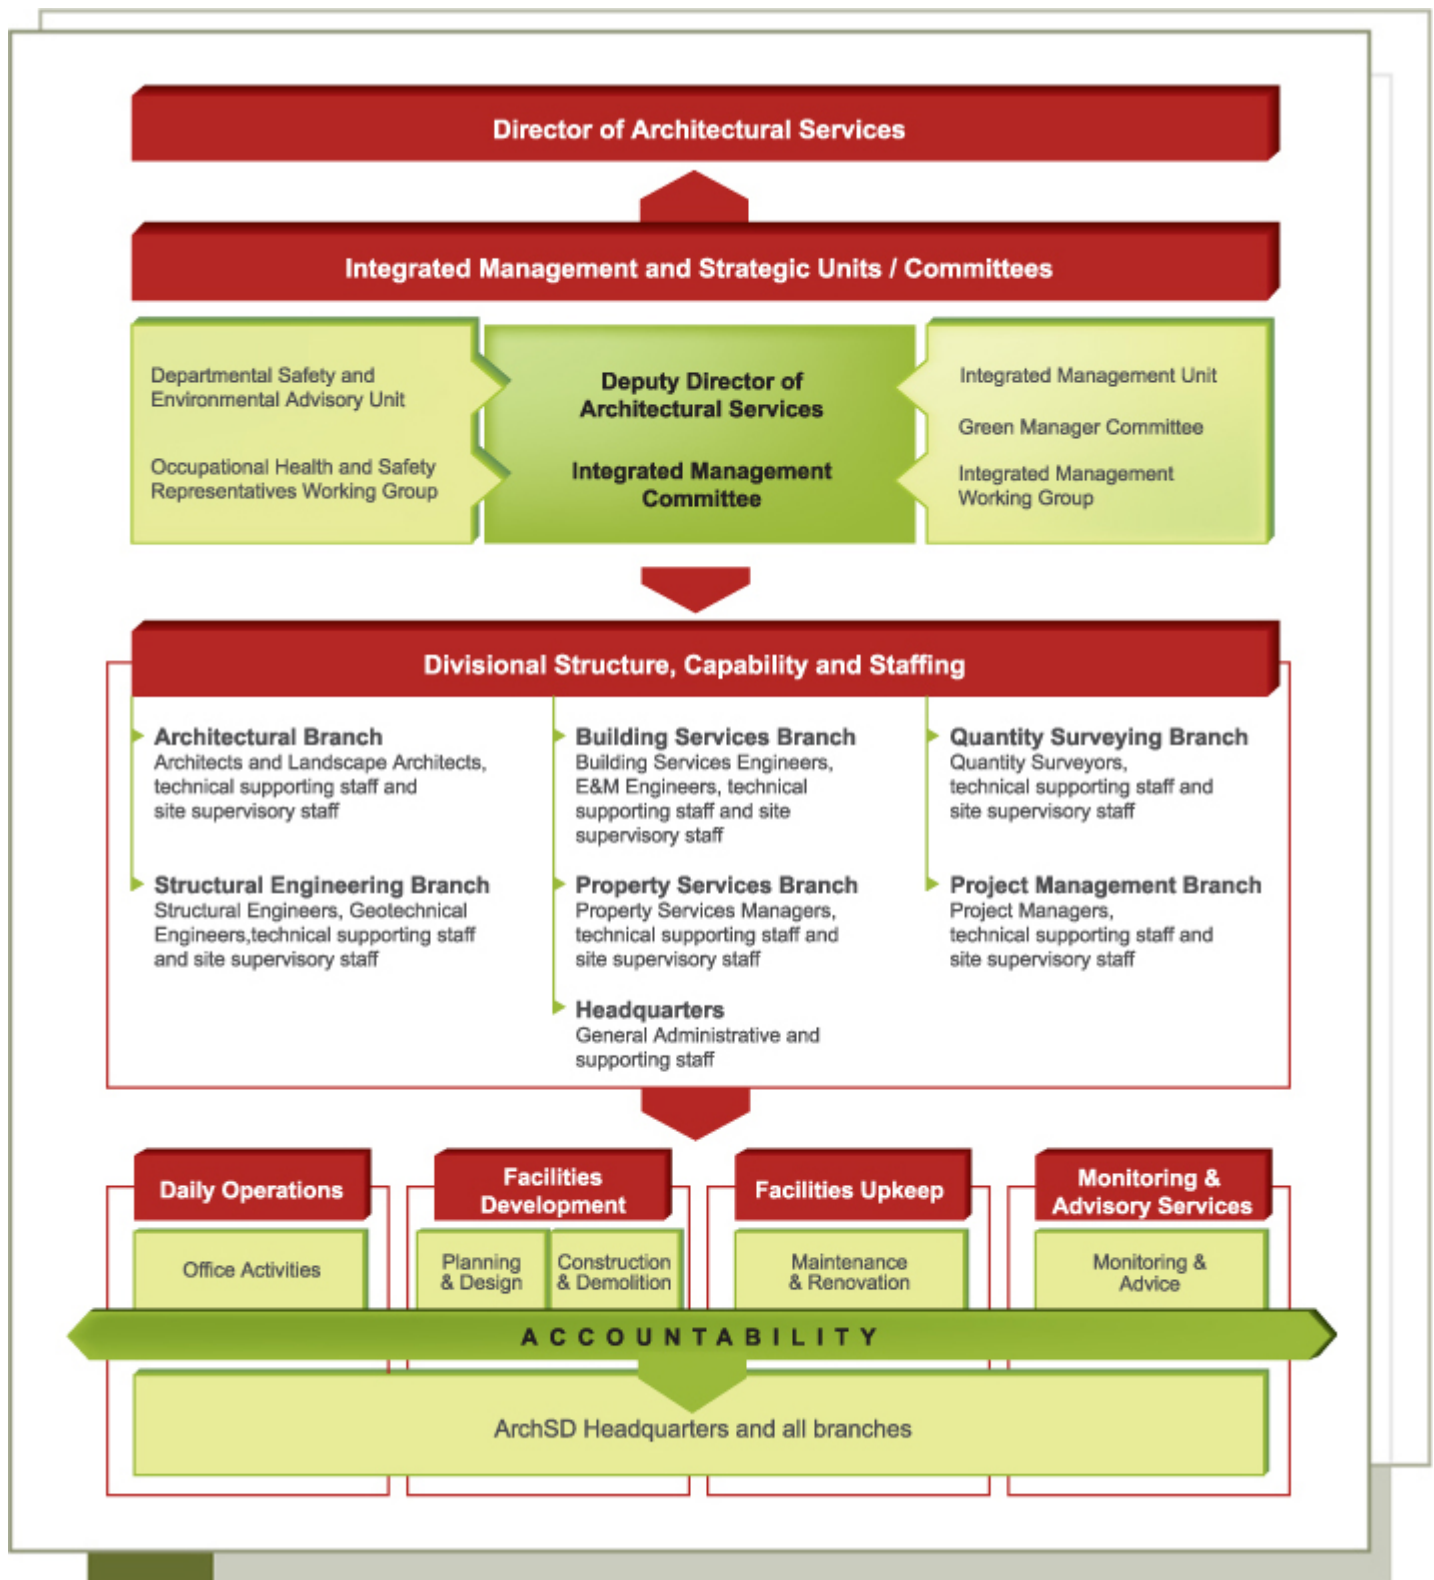 Director of Architectural Services
Integrated Management and Strategic Units / Committees
Departmental Safety and
Environmental Advisory Unit
Occupational Health and Safety
Representatives Working Group
Deputy Director of
Architectural Services
Integrated Management
Committee
Integrated Management Unit
Green Manager Committee
Integrated Management
Working Group
Divisional Structure, Capability and Staffing
Architectural Branch
Architects and Landscape Architects,
technical supporting staff and
site supervisory staff
Structural Engineering Branch
Structural Engineers, Geotechnical
Engineers,technical supporting staff
and site supervisory staff
Building Services Branch
Building Services Engineers,
E&M Engineers, technical
supporting staff and site
supervisory staff
Property Services Branch
Property Services Managers,
technical supporting staff and
site supervisory staff
Headquarters
General Administrative and
supporting staff
Quantity Surveying Branch
Quantity Surveyors,
technical supporting staff and
site supervisory staff
Project Management Branch
Project Managers,
technical supporting staff and
site supervisory staff
Daily Operations
Office Activities
Facilities
Development
Planning
& Design
Construction
& Demolition
Facilities Upkeep
Maintenance
& Renovation
Monitoring &
Advisory Services
Monitoring &
Advice
ACCOUNTABILITY
ArchSD Headquarters and all branches